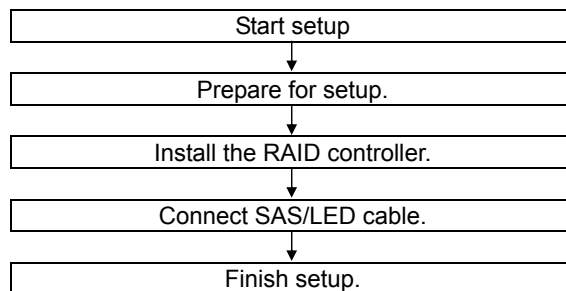 Start setup
Prepare for setup.
Install the RAID controller.
Connect SAS/LED cable.
Finish setup.